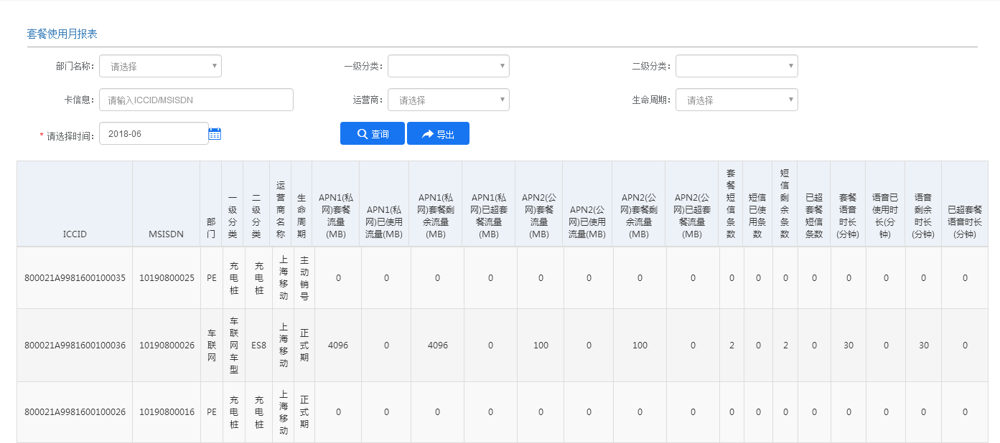 套餐使用月报表
部门名称： 请选择 一级分类： 二级分类：
卡信息： 请输入ICCID/MSISDN 运营商： 请选择 生命周期： 请选择
* 请选择时间： 2018-06 查询 导出
ICCID MSISDN 部门 一级分类 二级分类 运营商名称 生命周期 APN1(私网)套餐流量(MB) APN1(私网)已使用流量(MB) APN1(私网)套餐剩余流量(MB) APN1(私网)已超套餐流量(MB) APN2(公网)套餐流量(MB) APN2(公网)已使用流量(MB) APN2(公网)套餐剩余流量(MB) APN2(公网)已超套餐流量(MB) 套餐短信条数 短信已使用条数 短信剩余条数 已超套餐短信条数 套餐语音时长(分钟) 语音已使用时长(分钟) 语音剩余时长(分钟) 已超套餐语音时长(分钟)
800021A9981600100035 10190800025 PE 充电桩 充电桩 上海移动 主动销号 0 0 0 0 0 0 0 0 0 0 0 0 0 0 0 0
800021A9981600100036 10190800026 车联网 车联网车型 ES8 上海移动 正式期 4096 0 4096 0 100 0 100 0 2 0 2 0 30 0 30 0
800021A9981600100026 10190800016 PE 充电桩 充电桩 上海移动 正式期 0 0 0 0 0 0 0 0 0 0 0 0 0 0 0 0